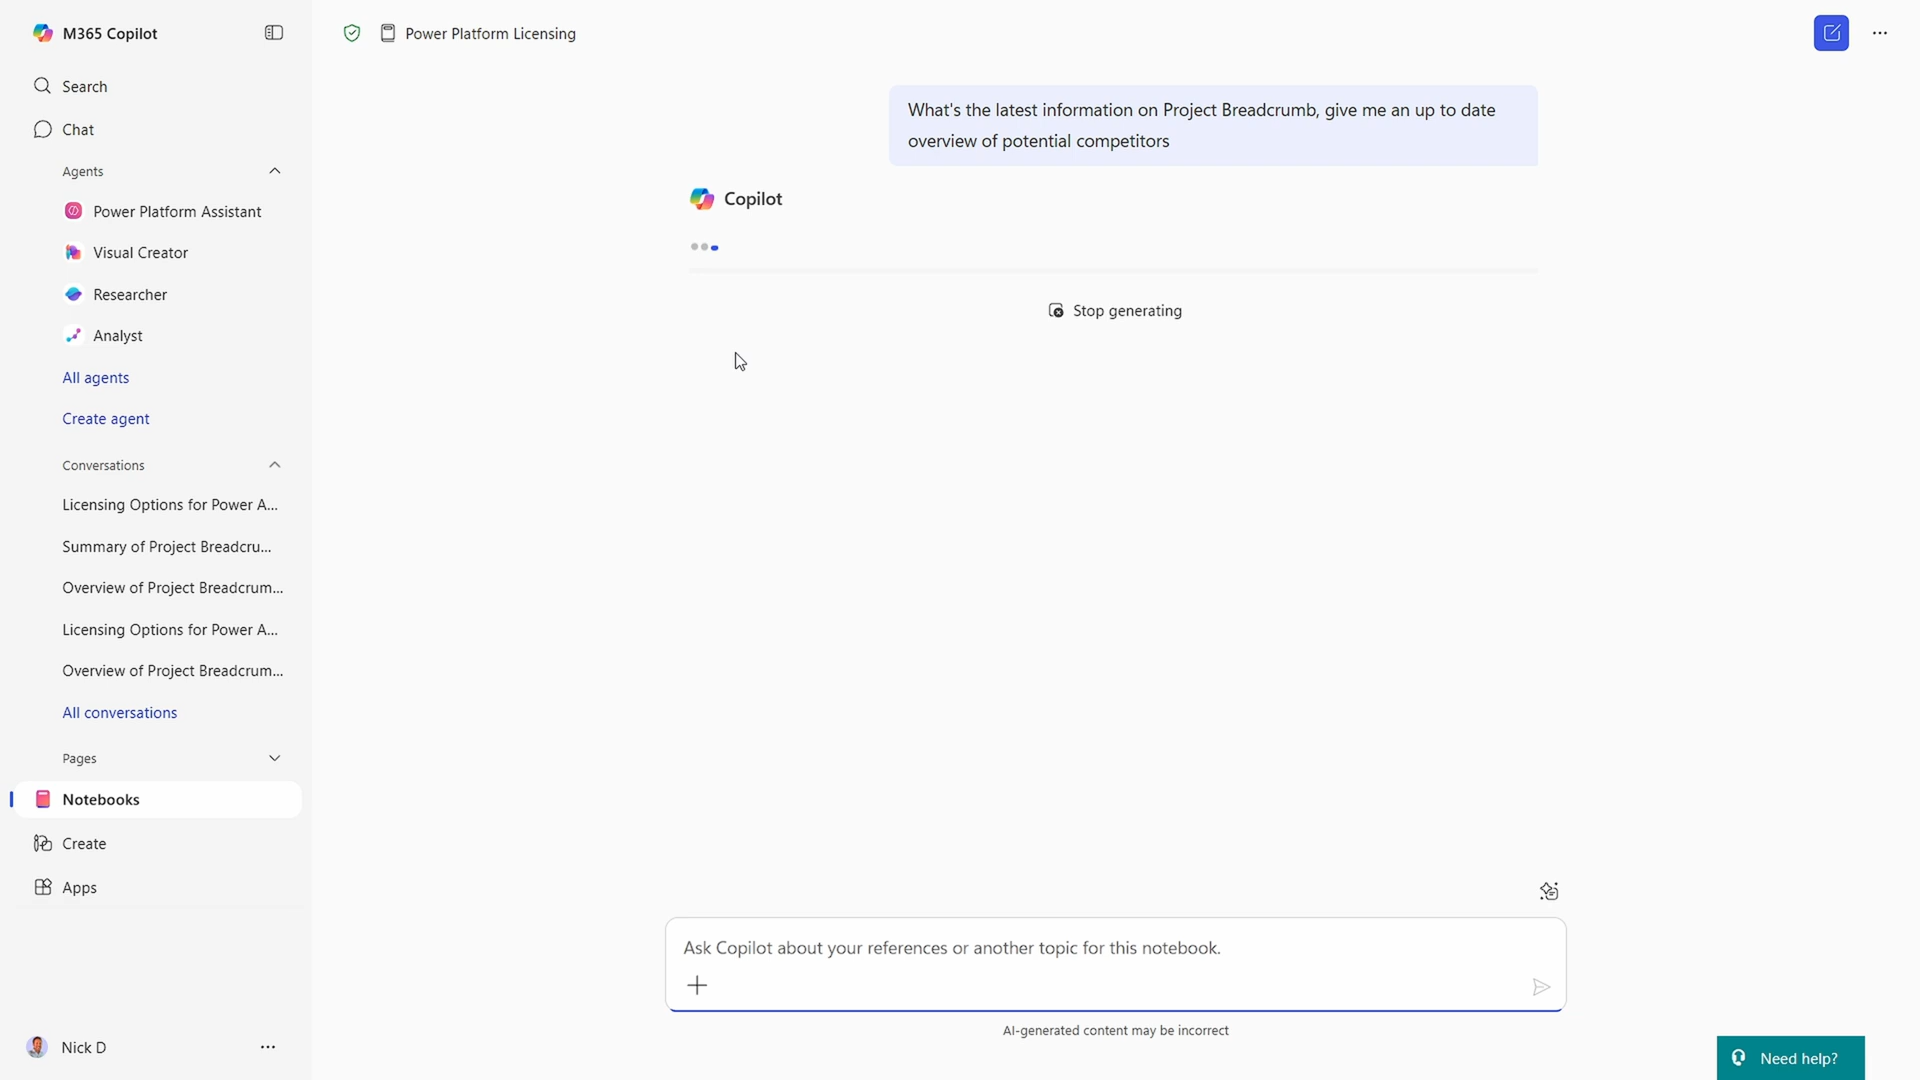 M365 Copilot
Search
Chat
Agents
Power Platform Assistant
Visual Creator
Researcher
Analyst
All agents
Create agent
Conversations
Licensing Options for Power A...
Summary of Project Breadcru...
Overview of Project Breadcrum...
Licensing Options for Power A...
Overview of Project Breadcrum...
All conversations
Pages
Notebooks
Create
Apps
Nick D
Power Platform Licensing
What's the latest information on Project Breadcrumb, give me an up to date
overview of potential competitors
Copilot
Stop generating
Ask Copilot about your references or another topic for this notebook.
AI-generated content may be incorrect
Need help?